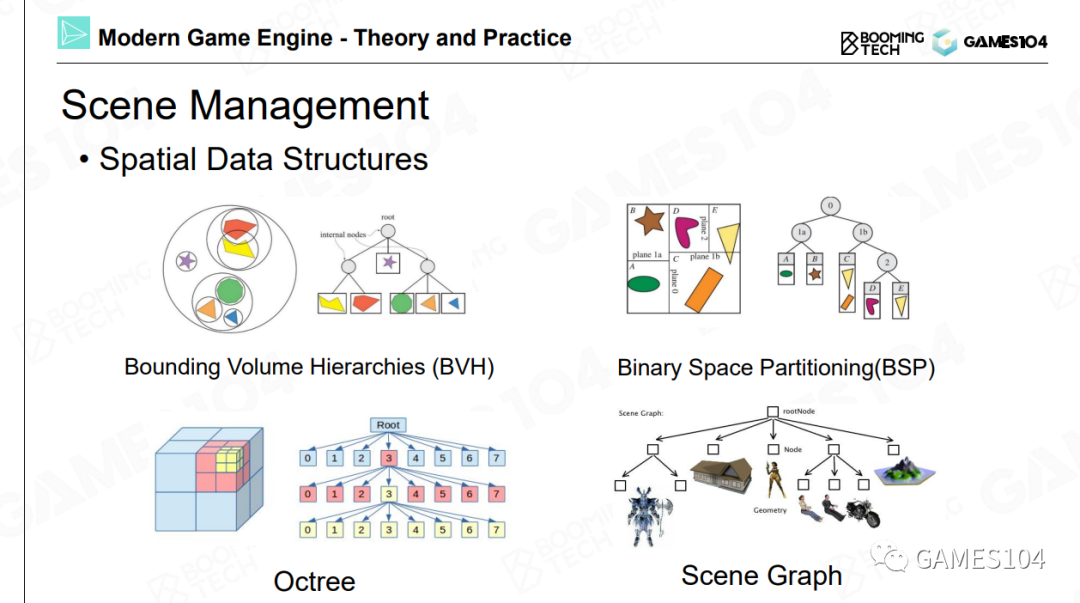 Modern Game Engine - Theory and Practice
BOOMING
TECH
GAMES104
Scene Management
• Spatial Data Structures
root
internal nodes
Bounding Volume Hierarchies (BVH)
B
D
E
plane 2
plane 1a
plane 1b
A
C
plane 0
0
1a
1b
A
B
C
2
D
E
Binary Space Partitioning(BSP)
Root
0 1 2 3 4 5 6 7
0 1 2 3 4 5 6 7
0 1 2 3 4 5 6 7
Octree
Scene Graph:
rootNode
Node
Geometry
Scene Graph
GAMES104